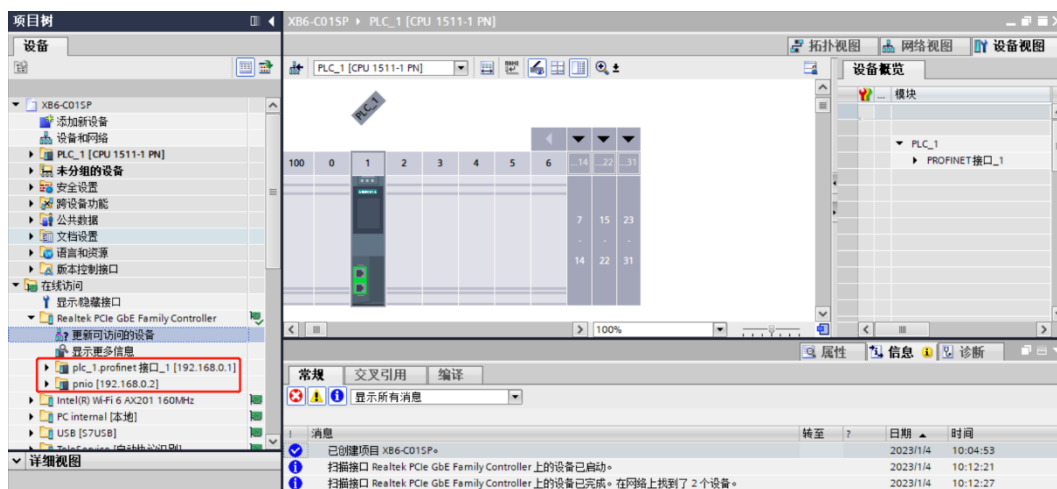 项目树
XB6-C01SP ▸ PLC_1 [CPU 1511-1 PN]
设备
拓扑视图 网络视图 设备视图
PLC_1 [CPU 1511-1 PN]
设备概览
... 模块
XB6-C01SP
添加新设备
设备和网络
PLC_1 [CPU 1511-1 PN]
未分组的设备
安全设置
跨设备功能
公共数据
文档设置
语言和资源
版本控制接口
在线访问
显示/隐藏接口
Realtek PCIe GbE Family Controller
更新可访问的设备
显示更多信息
plc_1.profinet 接口_1 [192.168.0.1]
pnio [192.168.0.2]
Intel(R) Wi-Fi 6 AX201 160MHz
PC internal [本地]
USB [S7USB]
详细视图
PLC_1
100 0 1 2 3 4 5 6 ...14 ...22 ...31
SIEMENS
7 15 23
. . .
14 22 31
100%
PLC_1
PROFINET接口_1
属性 信息 诊断
常规 交叉引用 编译
显示所有消息
! 消息 转至 ? 日期 时间
已创建项目 XB6-C01SP。 2023/1/4 10:04:53
扫描接口 Realtek PCIe GbE Family Controller 上的设备已启动。 2023/1/4 10:12:21
扫描接口 Realtek PCIe GbE Family Controller 上的设备已完成。在网络上找到了 2 个设备。 2023/1/4 10:12:27